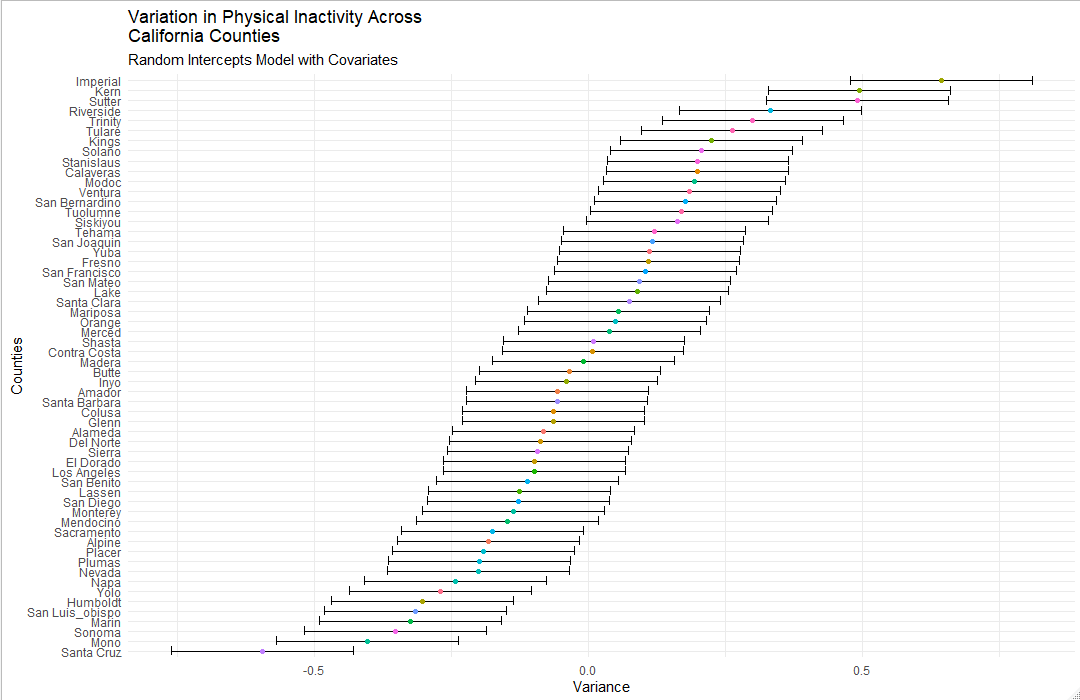 Variation in Physical Inactivity Across
California Counties
Random Intercepts Model with Covariates
Counties
Imperial
Kern
Sutter
Riverside
Trinity
Tulare
Kings
Solano
Stanislaus
Calaveras
Modoc
Ventura
San Bernardino
Tuolumne
Siskiyou
Tehama
San Joaquin
Yuba
Fresno
San Francisco
San Mateo
Lake
Santa Clara
Mariposa
Orange
Merced
Shasta
Contra Costa
Madera
Butte
Inyo
Amador
Santa Barbara
Colusa
Glenn
Alameda
Del Norte
Sierra
El Dorado
Los Angeles
San Benito
Lassen
San Diego
Monterey
Mendocino
Sacramento
Alpine
Placer
Plumas
Nevada
Napa
Yolo
Humboldt
San Luis_obispo
Marin
Sonoma
Mono
Santa Cruz
-0.5 0.0 0.5
Variance